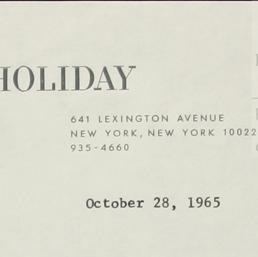 HOLIDAY
641 LEXINGTON AVENUE
NEW YORK, NEW YORK 10022
935-4660
October 28, 1965